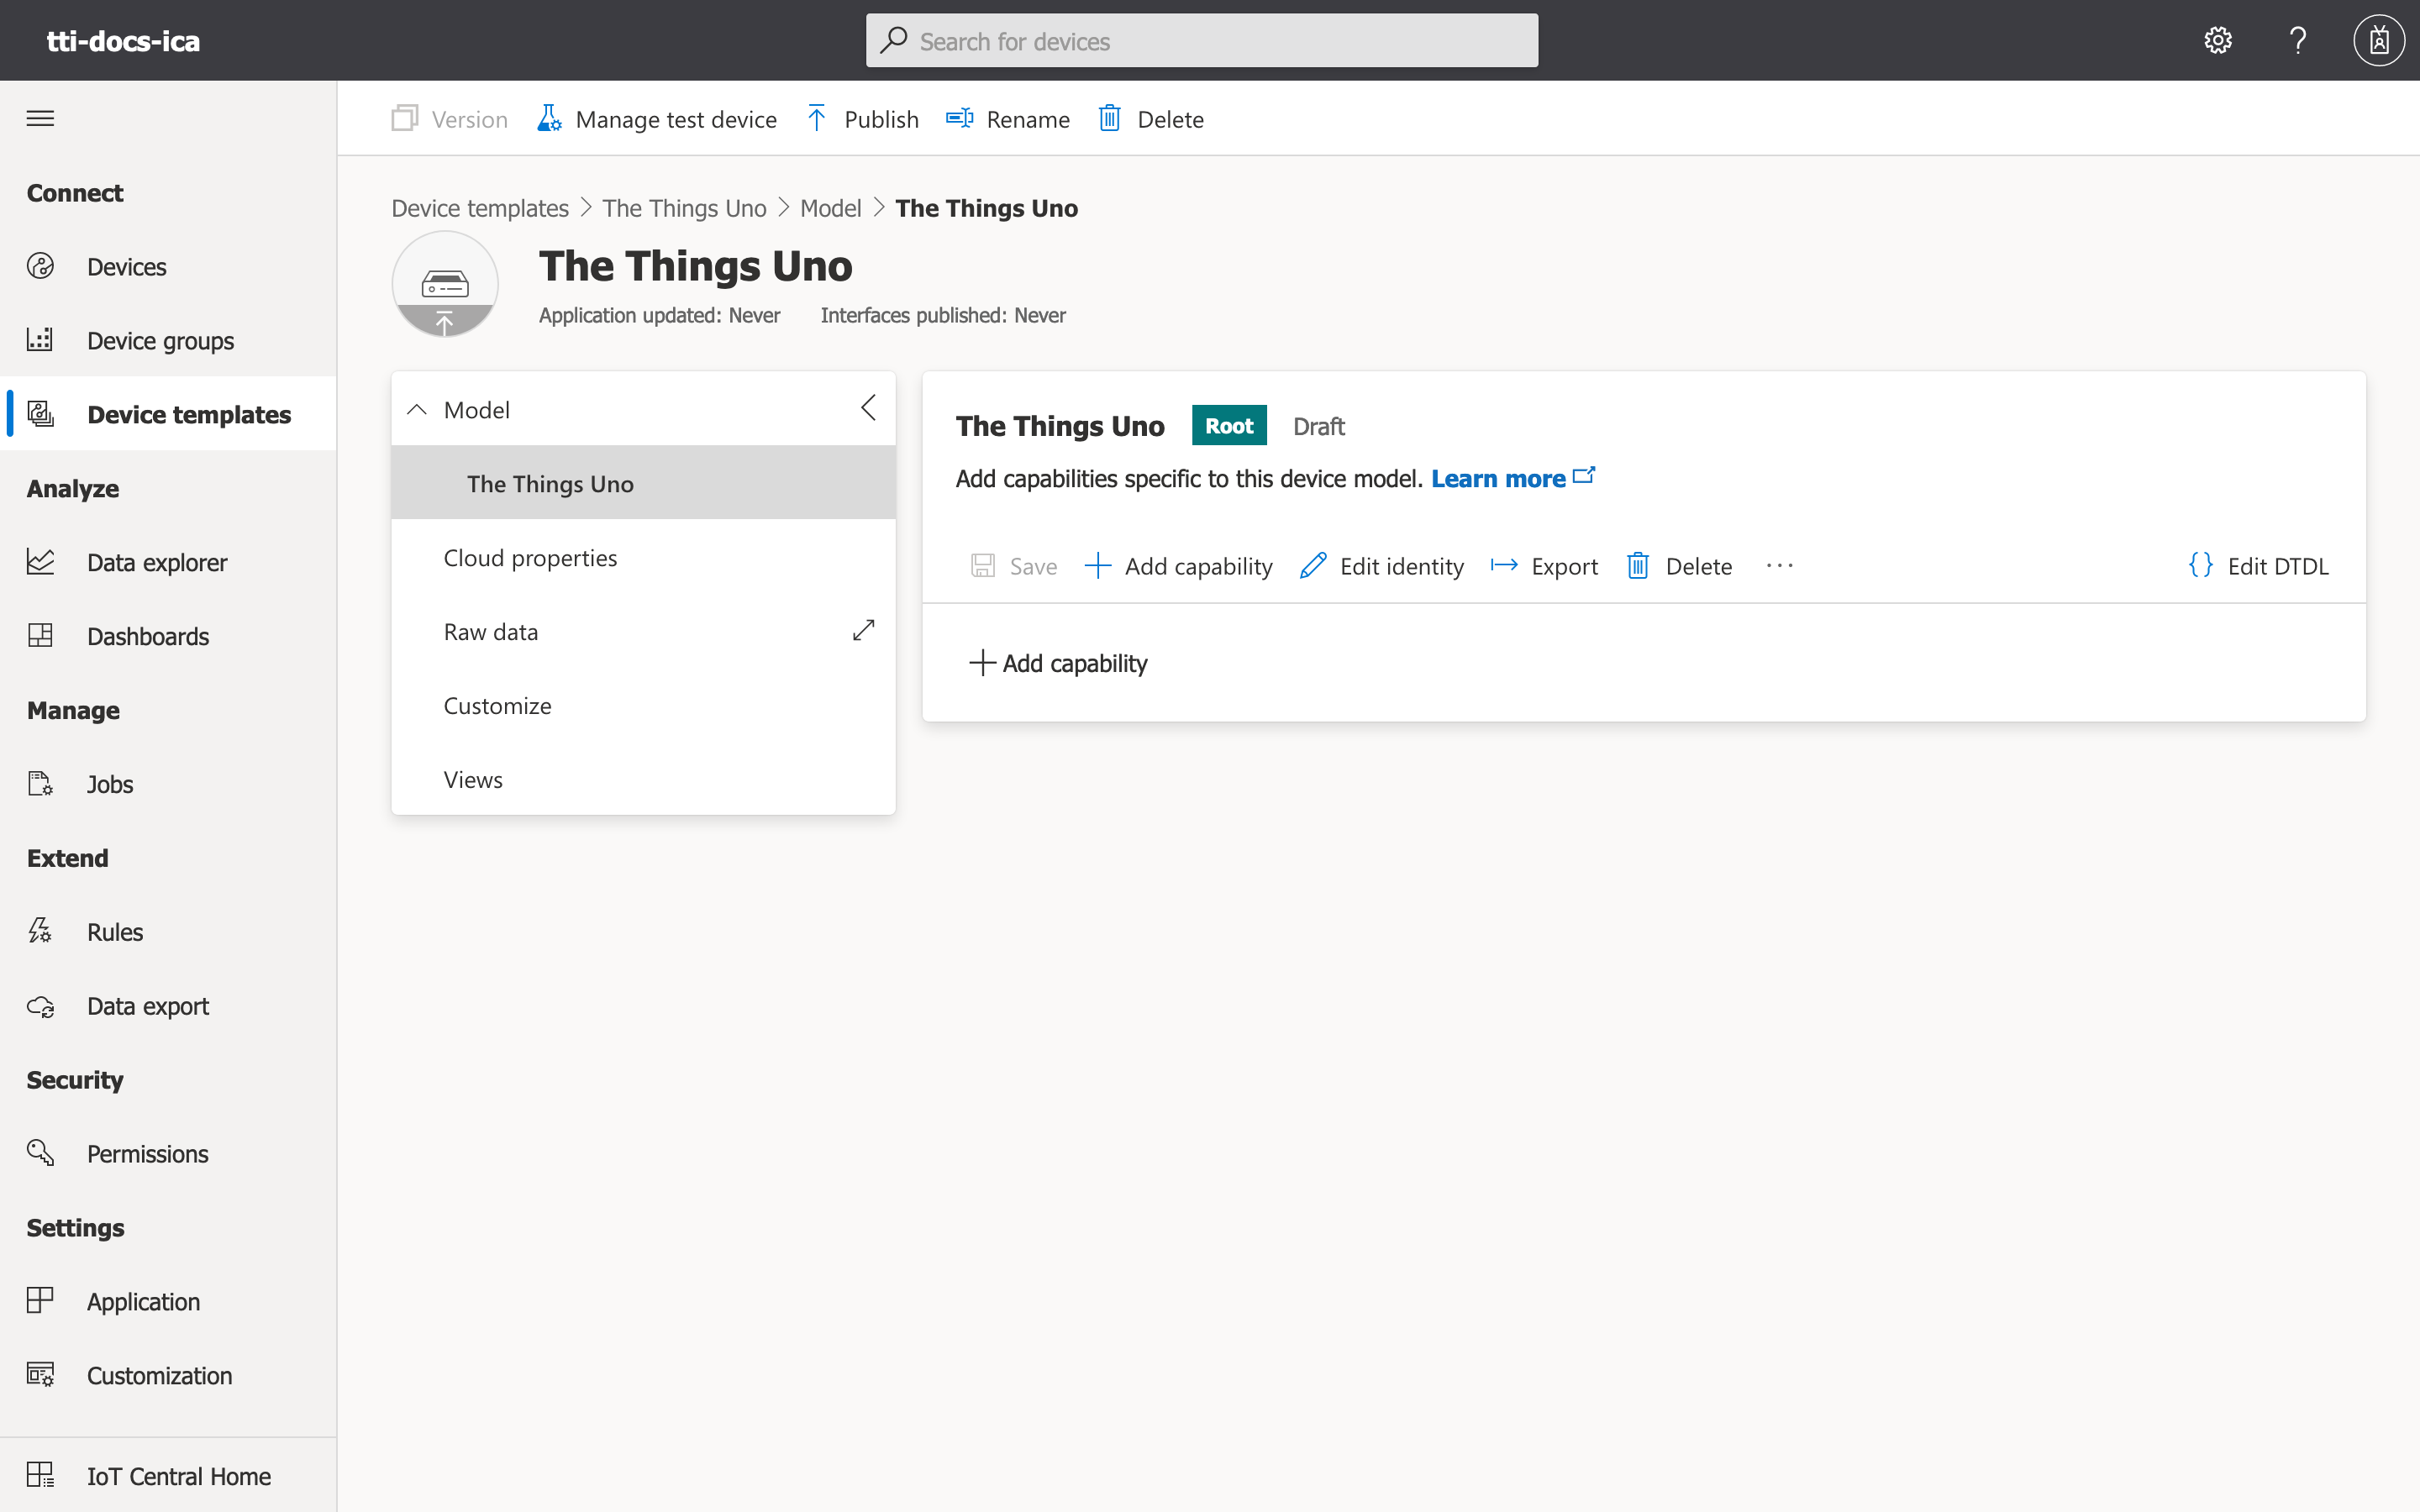 tti-docs-ica
Search for devices
Version
Manage test device
Publish
Rename
Delete
Connect
Devices
Device groups
Device templates
Analyze
Data explorer
Dashboards
Manage
Jobs
Extend
Rules
Data export
Security
Permissions
Settings
Application
Customization
IoT Central Home
Device templates > The Things Uno > Model > The Things Uno
The Things Uno
Application updated: Never Interfaces published: Never
Model
The Things Uno
Cloud properties
Raw data
Customize
Views
The Things Uno Root Draft
Add capabilities specific to this device model. Learn more
Save Add capability Edit identity Export Delete ··· {} Edit DTDL
Add capability